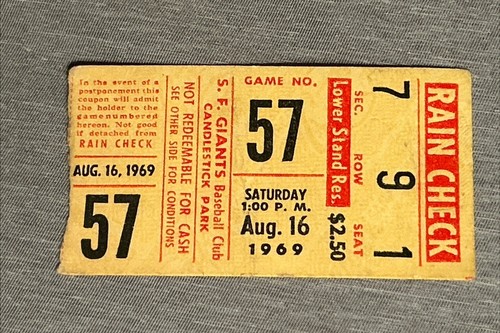 In the event of a
postponement this
coupon will admit
the holder to the
game numbered
hereon. Not good
if detached from
RAIN CHECK
AUG. 16, 1969
57
NOT REDEEMABLE FOR CASH
SEE OTHER SIDE FOR CONDITIONS
S. F. GIANTS Baseball Club
CANDLESTICK PARK
GAME NO.
57
SATURDAY
1:00 P. M.
Aug. 16
1969
Lower Stand Res. $2.50
SEC. ROW SEAT
7 9 1
RAIN CHECK